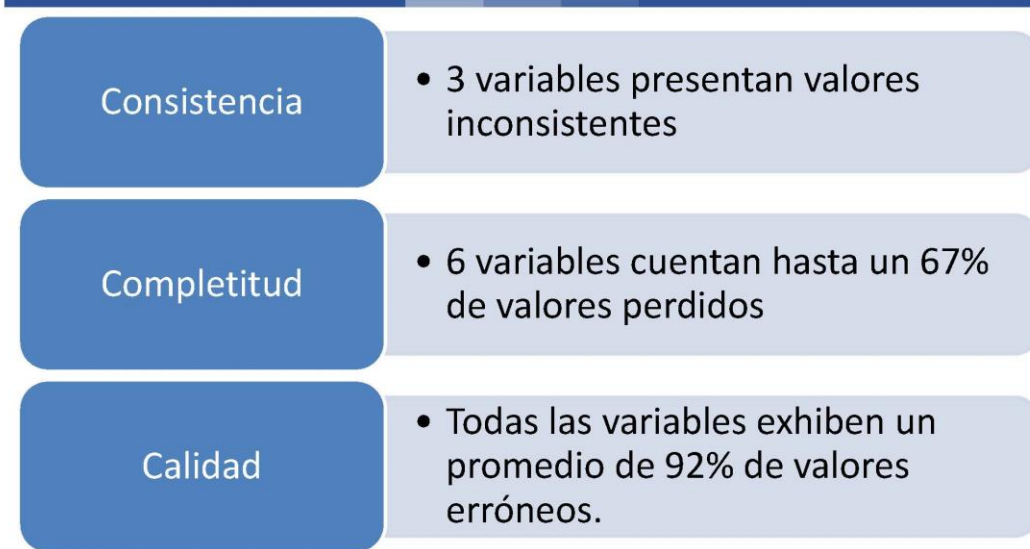 Consistencia
• 3 variables presentan valores
inconsistentes
Completitud
• 6 variables cuentan hasta un 67%
de valores perdidos
Calidad
• Todas las variables exhiben un
promedio de 92% de valores
erróneos.